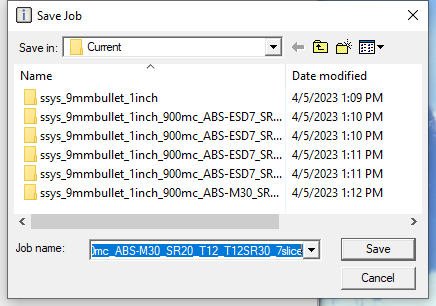 Save Job
Save in: Current
Name Date modified
ssys_9mmbullet_1inch 4/5/2023 1:09 PM
ssys_9mmbullet_1inch_900mc_ABS-ESD7_SR... 4/5/2023 1:10 PM
ssys_9mmbullet_1inch_900mc_ABS-ESD7_SR... 4/5/2023 1:10 PM
ssys_9mmbullet_1inch_900mc_ABS-ESD7_SR... 4/5/2023 1:11 PM
ssys_9mmbullet_1inch_900mc_ABS-ESD7_SR... 4/5/2023 1:11 PM
ssys_9mmbullet_1inch_900mc_ABS-M30_SR... 4/5/2023 1:12 PM
Job name: 0mc_ABS-M30_SR20_T12_T12SR30_7slice Save
Cancel